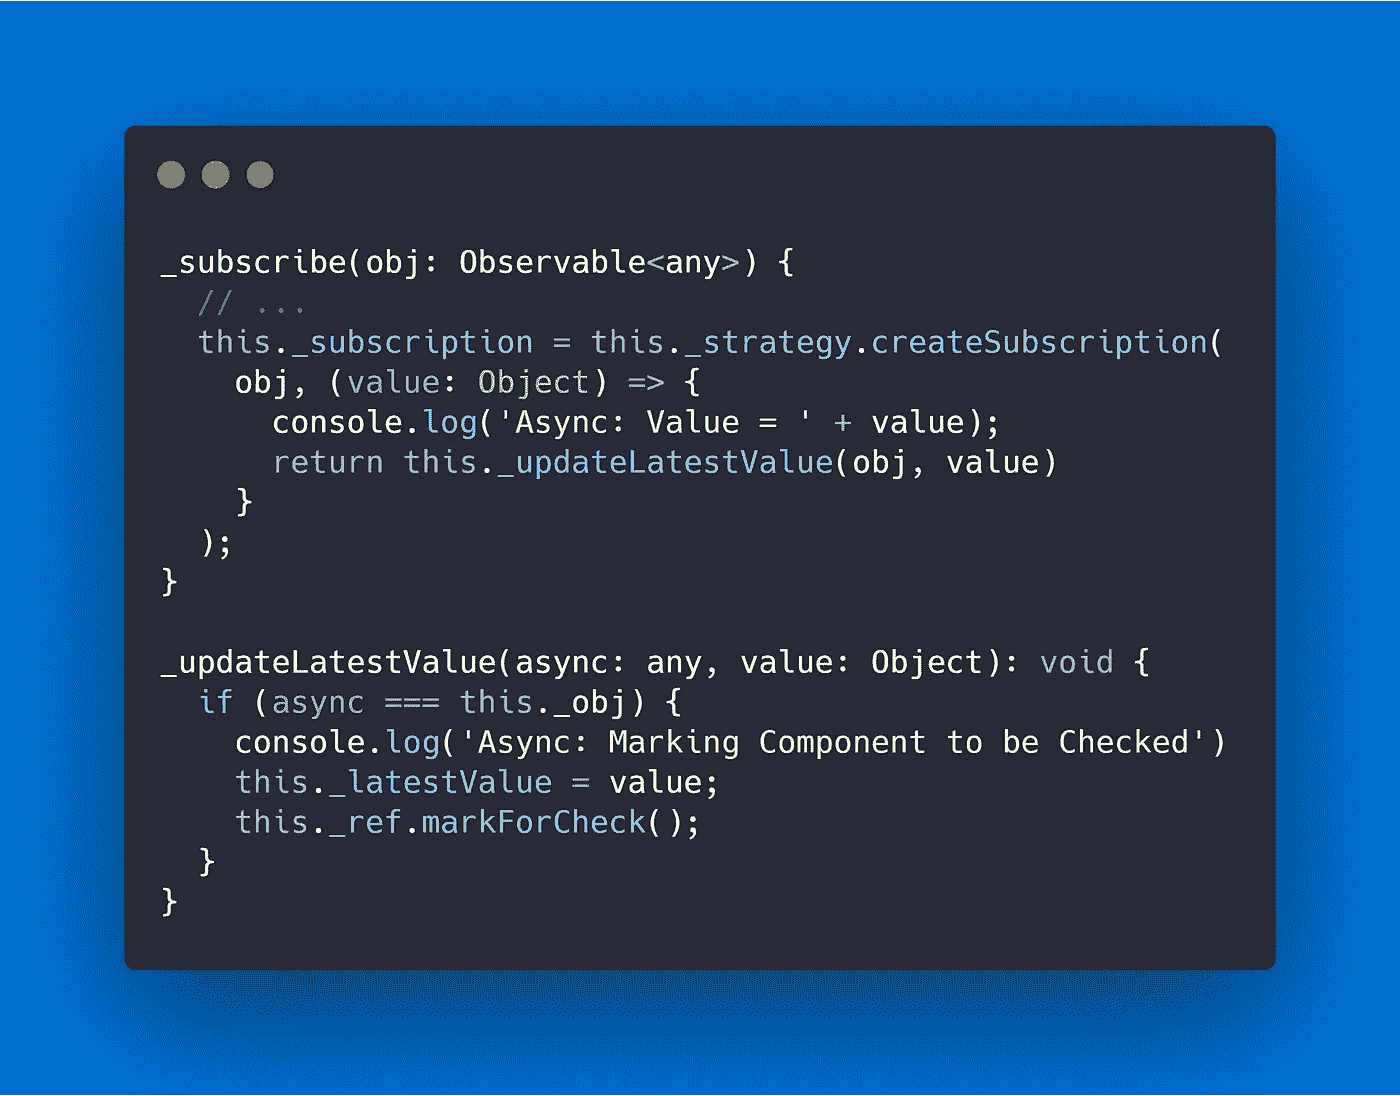 _subscribe(obj: Observable<any>) {
  // ...
  this._subscription = this._strategy.createSubscription(
    obj, (value: Object) => {
      console.log('Async: Value = ' + value);
      return this._updateLatestValue(obj, value)
    }
  );
}

_updateLatestValue(async: any, value: Object): void {
  if (async === this._obj) {
    console.log('Async: Marking Component to be Checked')
    this._latestValue = value;
    this._ref.markForCheck();
  }
}